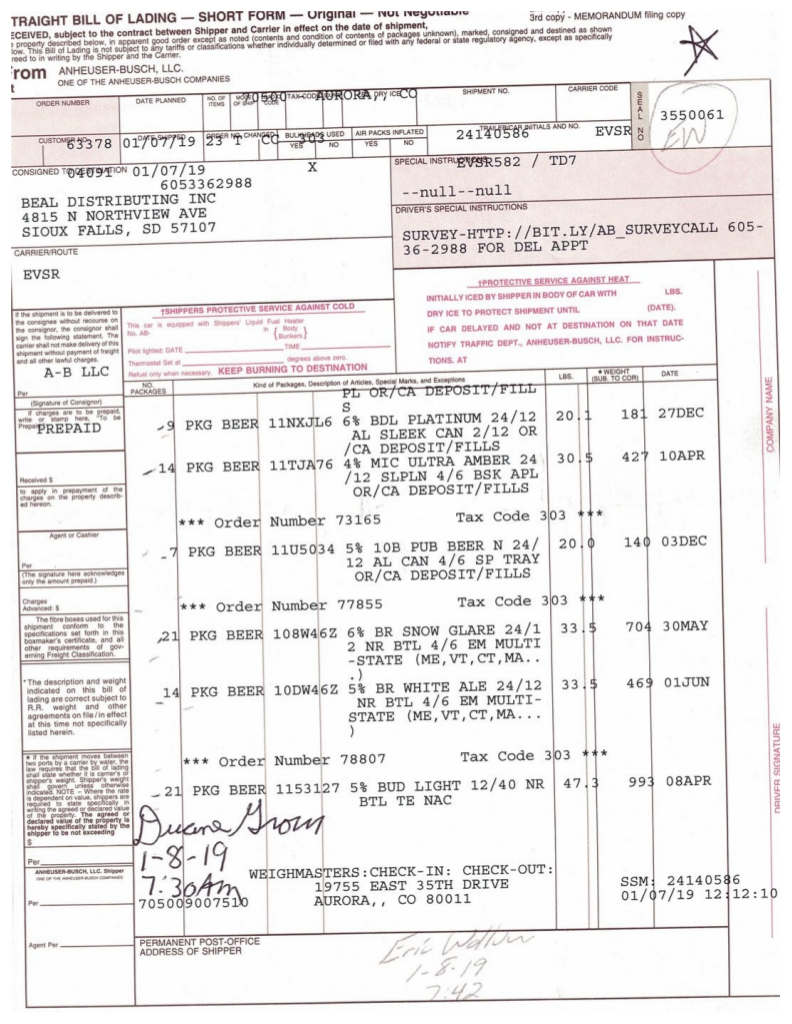 TRAIGHT BILL OF LADING — SHORT FORM — Original — Not Negotiable
3rd copy - MEMORANDUM filing copy
ECEIVED, subject to the contract between Shipper and Carrier in effect on the date of shipment,
property described below, in apparent good order except as noted (contents and condition of contents of packages unknown), marked, consigned and destined as shown
low. This Bill of Lading is not subject to any tariffs or classifications whether individually determined or filed with any federal or state regulatory agency, except as specifically
reed to in writing by the Shipper and the Carrier.
rom ANHEUSER-BUSCH, LLC.
t ONE OF THE ANHEUSER-BUSCH COMPANIES
ORDER NUMBER
DATE PLANNED
NO. OF ITEMS
70500 AURORA,, CO
TAX CODE
DRY ICE
SHIPMENT NO.
CARRIER CODE
SEAL NO
3550061
EW
CUSTOMER NO.
63378 01/07/19 23 T CO 303
DATE SHIPPED
ORDER NO. CHANGED
BULKHEADS USED
YES NO
AIR PACKS INFLATED
YES NO
24140586
TRAILER/CAR INITIALS AND NO.
EVSR
CONSIGNED TO/DESTINATION
04091 01/07/19 X
6053362988
SPECIAL INSTRUCTIONS
EVSR582 / TD7
--null--null
BEAL DISTRIBUTING INC
4815 N NORTHVIEW AVE
SIOUX FALLS, SD 57107
DRIVER'S SPECIAL INSTRUCTIONS
SURVEY-HTTP://BIT.LY/AB_SURVEYCALL 605-
36-2988 FOR DEL APPT
CARRIER/ROUTE
EVSR
†PROTECTIVE SERVICE AGAINST HEAT
INITIALLY ICED BY SHIPPER IN BODY OF CAR WITH LBS.
DRY ICE TO PROTECT SHIPMENT UNTIL (DATE).
IF CAR DELAYED AND NOT AT DESTINATION ON THAT DATE
NOTIFY TRAFFIC DEPT., ANHEUSER-BUSCH, LLC. FOR INSTRUC-
TIONS. AT
If the shipment is to be delivered to
the consignee without recourse on
the consignor, the consignor shall
sign the following statement. The
carrier shall not make delivery of this
shipment without payment of freight
and all other lawful charges.
A-B LLC
Per
(Signature of Consignor)
†SHIPPERS PROTECTIVE SERVICE AGAINST COLD
This car is equipped with Shippers' Liquid Fuel Heater
No. AB- in { Body Bunkers }
Pilot lighted: DATE TIME
Thermostat Set at degrees above zero.
Refuel only when necessary. KEEP BURNING TO DESTINATION
NO. PACKAGES
Kind of Packages, Description of Articles, Special Marks, and Exceptions
LBS.
* WEIGHT (SUB. TO COR)
DATE
If charges are to be prepaid,
write or stamp here, "To be
Prepaid"
PREPAID
PL OR/CA DEPOSIT/FILL
S
9 PKG BEER 11NXJL6 6% BDL PLATINUM 24/12 20.1 181 27DEC
AL SLEEK CAN 2/12 OR
/CA DEPOSIT/FILLS
14 PKG BEER 11TJA76 4% MIC ULTRA AMBER 24 30.5 427 10APR
/12 SLPLN 4/6 BSK APL
OR/CA DEPOSIT/FILLS
Received $
to apply in prepayment of the
charges on the property describ-
ed hereon.
*** Order Number 73165 Tax Code 303 ***
Agent or Cashier
Per
(The signature here acknowledges
only the amount prepaid.)
7 PKG BEER 11U5034 5% 10B PUB BEER N 24/ 20.0 140 03DEC
12 AL CAN 4/6 SP TRAY
OR/CA DEPOSIT/FILLS
Charges
Advanced: $
*** Order Number 77855 Tax Code 303 ***
The fibre boxes used for this
shipment conform to the
specifications set forth in this
boxmaker's certificate, and all
other requirements of gov-
erning Freight Classification.
21 PKG BEER 108W46Z 6% BR SNOW GLARE 24/1 33.5 704 30MAY
2 NR BTL 4/6 EM MULTI
-STATE (ME,VT,CT,MA..
.)
*The description and weight
indicated on this bill of
lading are correct subject to
R.R. weight and other
agreements on file / in effect
at this time not specifically
listed herein.
14 PKG BEER 10DW46Z 5% BR WHITE ALE 24/12 33.5 469 01JUN
NR BTL 4/6 EM MULTI-
STATE (ME,VT,CT,MA...
)
*** Order Number 78807 Tax Code 303 ***
* If the shipment moves between
two ports by a carrier by water, the
law requires that the bill of lading
shall state whether it is carrier's or
shipper's weight. Shipper's weight
shall govern unless otherwise
indicated. NOTE – Where the rate
is dependent on value, shippers are
required to state specifically in
writing the agreed or declared value
of the property. The agreed or
declared value of the property is
hereby specifically stated by the
shipper to be not exceeding
$
Per
21 PKG BEER 1153127 5% BUD LIGHT 12/40 NR 47.3 993 08APR
BTL TE NAC
Duane
1-8-19
7:30Am
ANHEUSER-BUSCH, LLC. Shipper
ONE OF THE ANHEUSER-BUSCH COMPANIES
Per
WEIGHMASTERS:CHECK-IN: CHECK-OUT:
19755 EAST 35TH DRIVE SSM: 24140586
705009007510 AURORA,, CO 80011 01/07/19 12:12:10
Agent Per
PERMANENT POST-OFFICE
ADDRESS OF SHIPPER
Eric
1-8-19
7:42
COMPANY NAME
DRIVER SIGNATURE